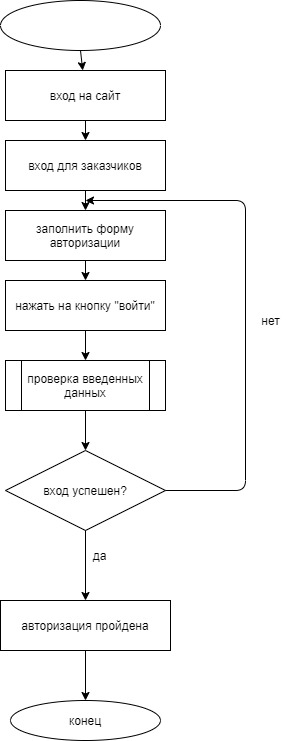 вход на сайт
вход для заказчиков
заполнить форму
авторизации
нажать на кнопку "войти"
нет
проверка введенных
данных
вход успешен?
да
авторизация пройдена
конец